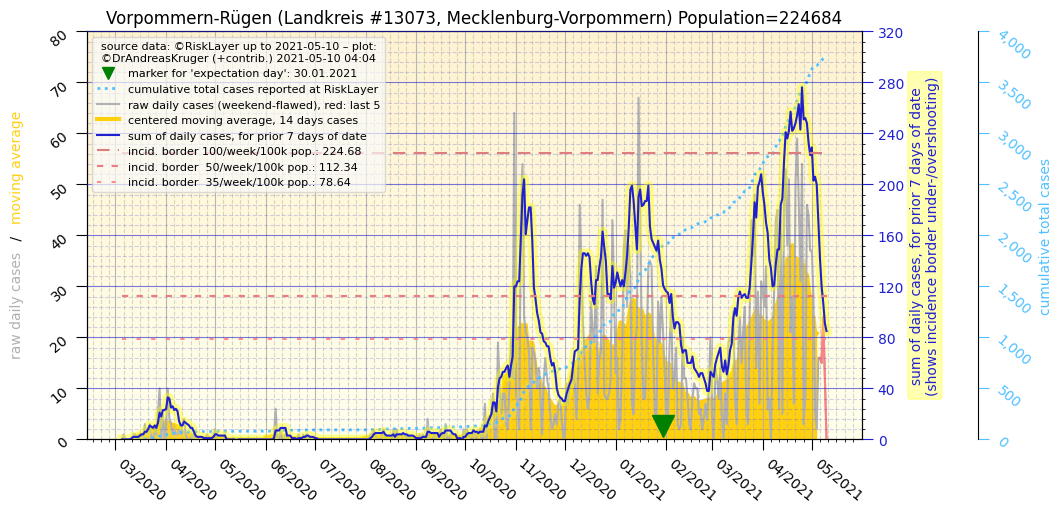 Vorpommern-Rügen (Landkreis #13073, Mecklenburg-Vorpommern) Population=224684
source data: ©RiskLayer up to 2021-05-10 – plot:
©DrAndreasKruger (+contrib.) 2021-05-10 04:04
marker for 'expectation day': 30.01.2021
cumulative total cases reported at RiskLayer
raw daily cases (weekend-flawed), red: last 5
centered moving average, 14 days cases
sum of daily cases, for prior 7 days of date
incid. border 100/week/100k pop.: 224.68
incid. border  50/week/100k pop.: 112.34
incid. border  35/week/100k pop.: 78.64
raw daily cases / moving average
80
70
60
50
40
30
20
10
0
03/2020
04/2020
05/2020
06/2020
07/2020
08/2020
09/2020
10/2020
11/2020
12/2020
01/2021
02/2021
03/2021
04/2021
05/2021
320
280
240
200
160
120
80
40
0
sum of daily cases, for prior 7 days of date
(shows incidence border under-/overshooting)
4,000
3,500
3,000
2,500
2,000
1,500
1,000
500
0
cumulative total cases